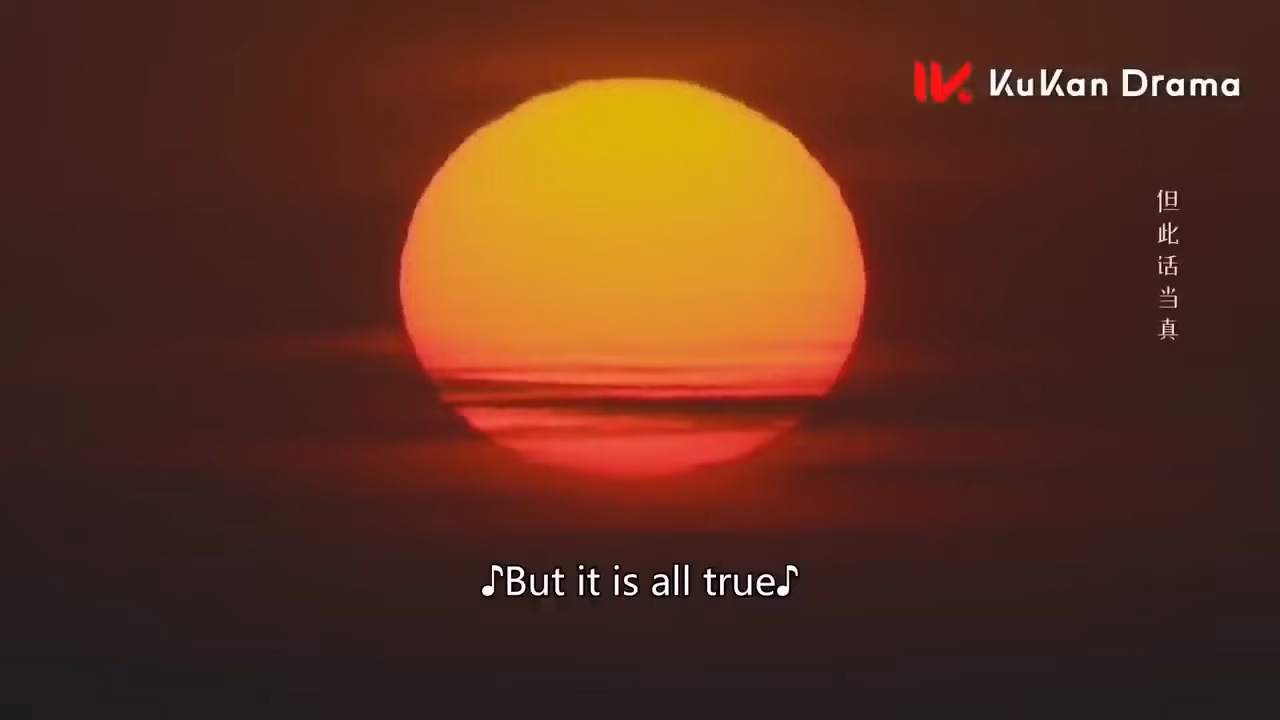 KuKan Drama
但此话当真
♪But it is all true♪